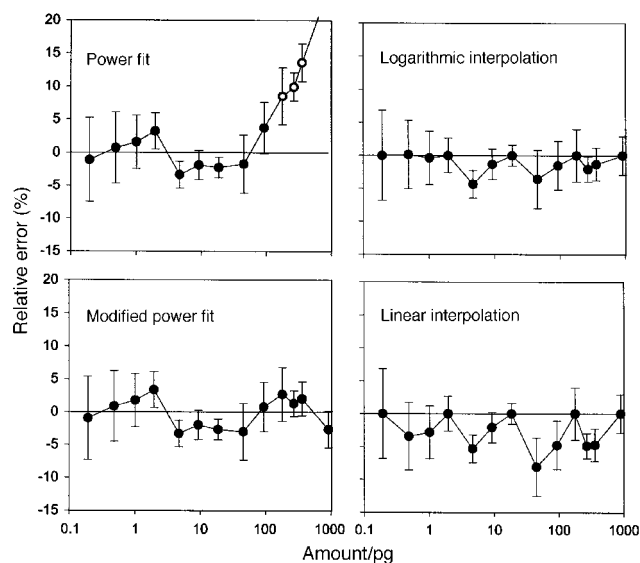 20
15
10
5
0
-5
-10
-15
Power fit
Logarithmic interpolation
Relative error (%)
20
15
10
5
0
-5
-10
-15
Modified power fit
Linear interpolation
0.1 1 10 100 1000
0.1 1 10 100 1000
Amount/pg